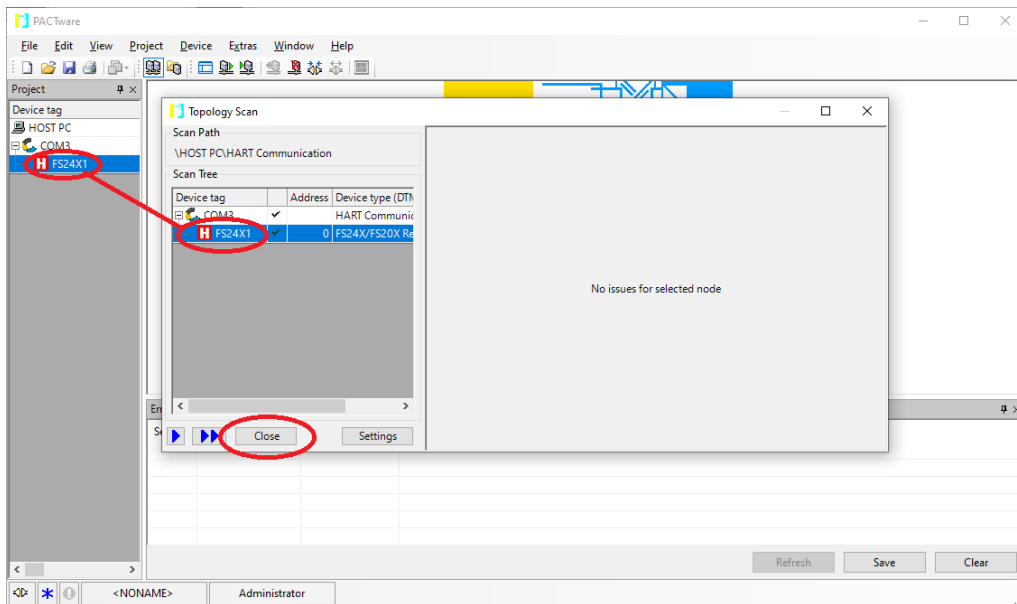 PACTware
File Edit View Project Device Extras Window Help
Project
Device tag
HOST PC
COM3
FS24X1
Topology Scan
Scan Path
\HOST PC\HART Communication
Scan Tree
Device tag Address Device type (DTM
COM3 HART Communic
FS24X1 0 FS24X/FS20X Re
No issues for selected node
Close Settings
Refresh Save Clear
<NONAME> Administrator